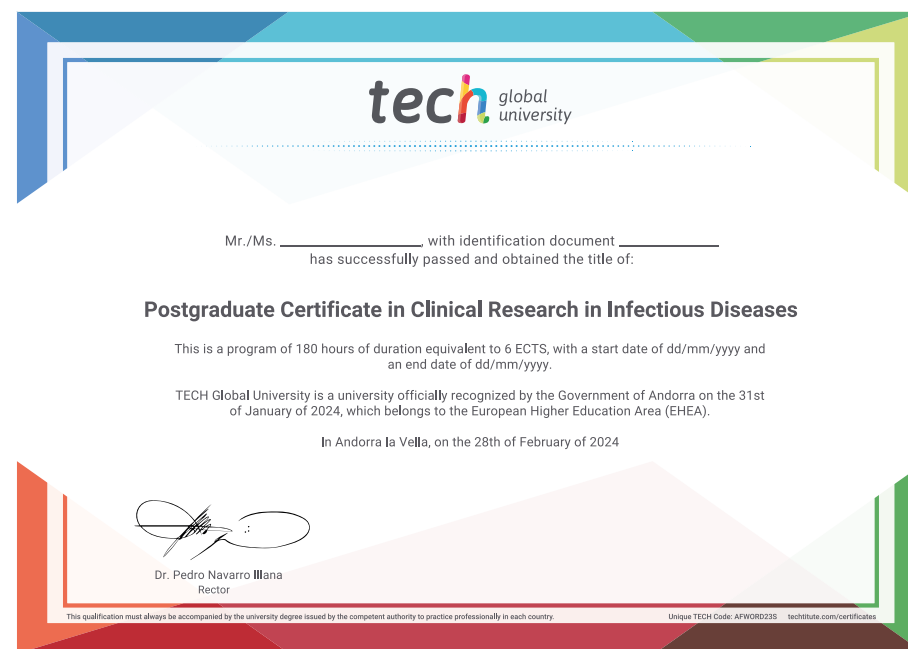 tech global
university
Mr./Ms. ______________, with identification document __________
has successfully passed and obtained the title of:
Postgraduate Certificate in Clinical Research in Infectious Diseases
This is a program of 180 hours of duration equivalent to 6 ECTS, with a start date of dd/mm/yyyy and
an end date of dd/mm/yyyy.
TECH Global University is a university officially recognized by the Government of Andorra on the 31st
of January of 2024, which belongs to the European Higher Education Area (EHEA).
In Andorra la Vella, on the 28th of February of 2024
Dr. Pedro Navarro Illana
Rector
This qualification must always be accompanied by the university degree issued by the competent authority to practice professionally in each country. Unique TECH Code: AFWORD23S techtitute.com/certificates